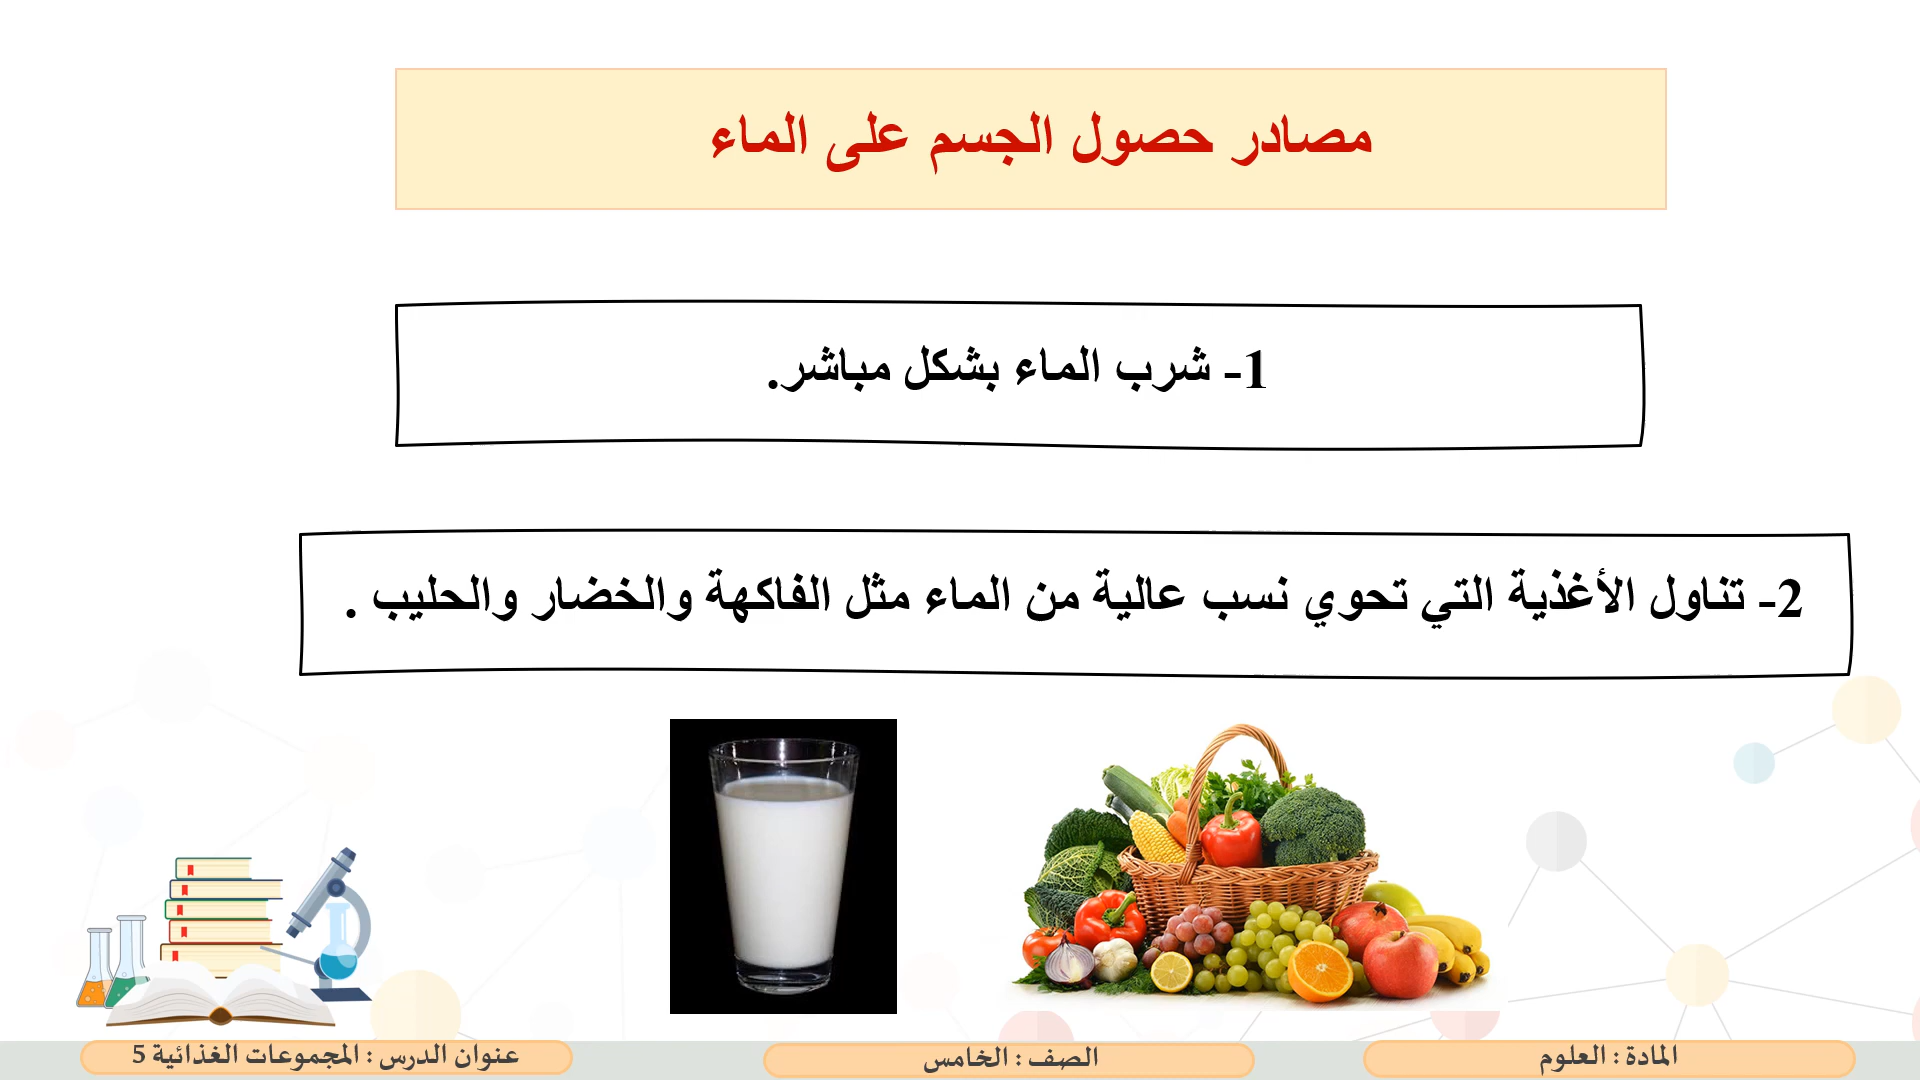 مصادر حصول الجسم على الماء
1- شرب الماء بشكل مباشر.
2- تناول الأغذية التي تحوي نسب عالية من الماء مثل الفاكهة والخضار والحليب .
المادة : العلوم
الصف : الخامس
عنوان الدرس : المجموعات الغذائية 5